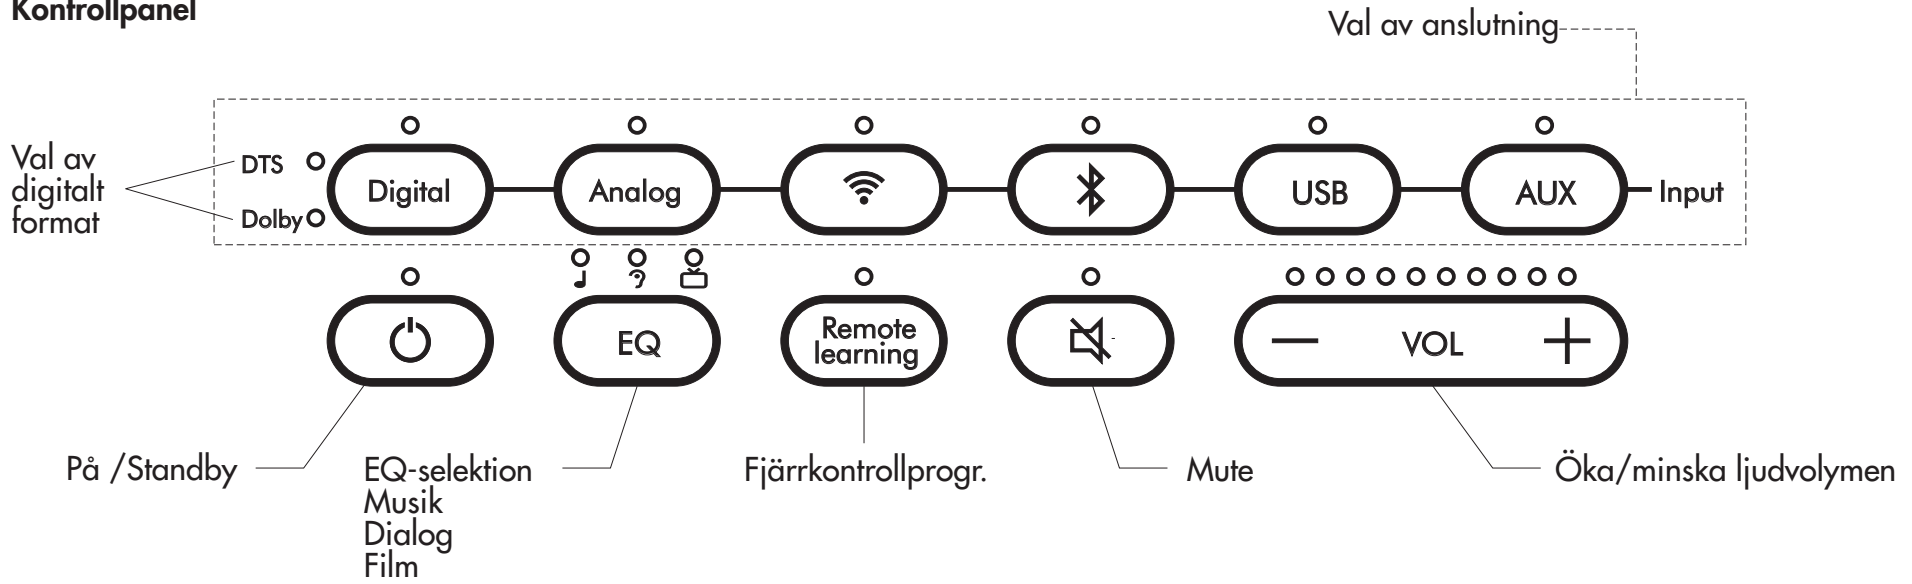 Kontrollpanel
Val av anslutning
Val av
digitalt
format
DTS
Dolby
Digital
Analog
USB
AUX
Input
EQ
Remote
learning
VOL
På /Standby
EQ-selektion
Musik
Dialog
Film
Fjärrkontrollprogr.
Mute
Öka/minska ljudvolymen